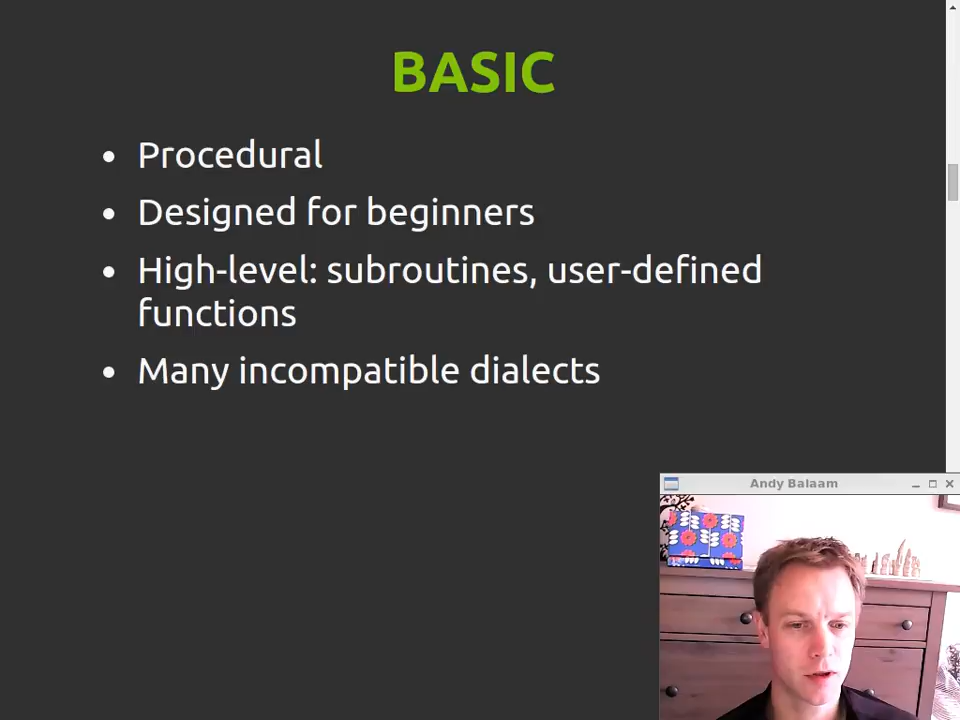 BASIC
• Procedural
• Designed for beginners
• High-level: subroutines, user-defined
functions
• Many incompatible dialects
Andy Balaam